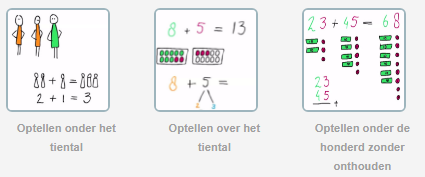 2 + 1 = 3
8 + 5 = 13
8 + 5 =
23 + 45 = 68
23
45
+
Optellen onder het
tiental
Optellen over het
tiental
Optellen onder de
honderd zonder
onthouden